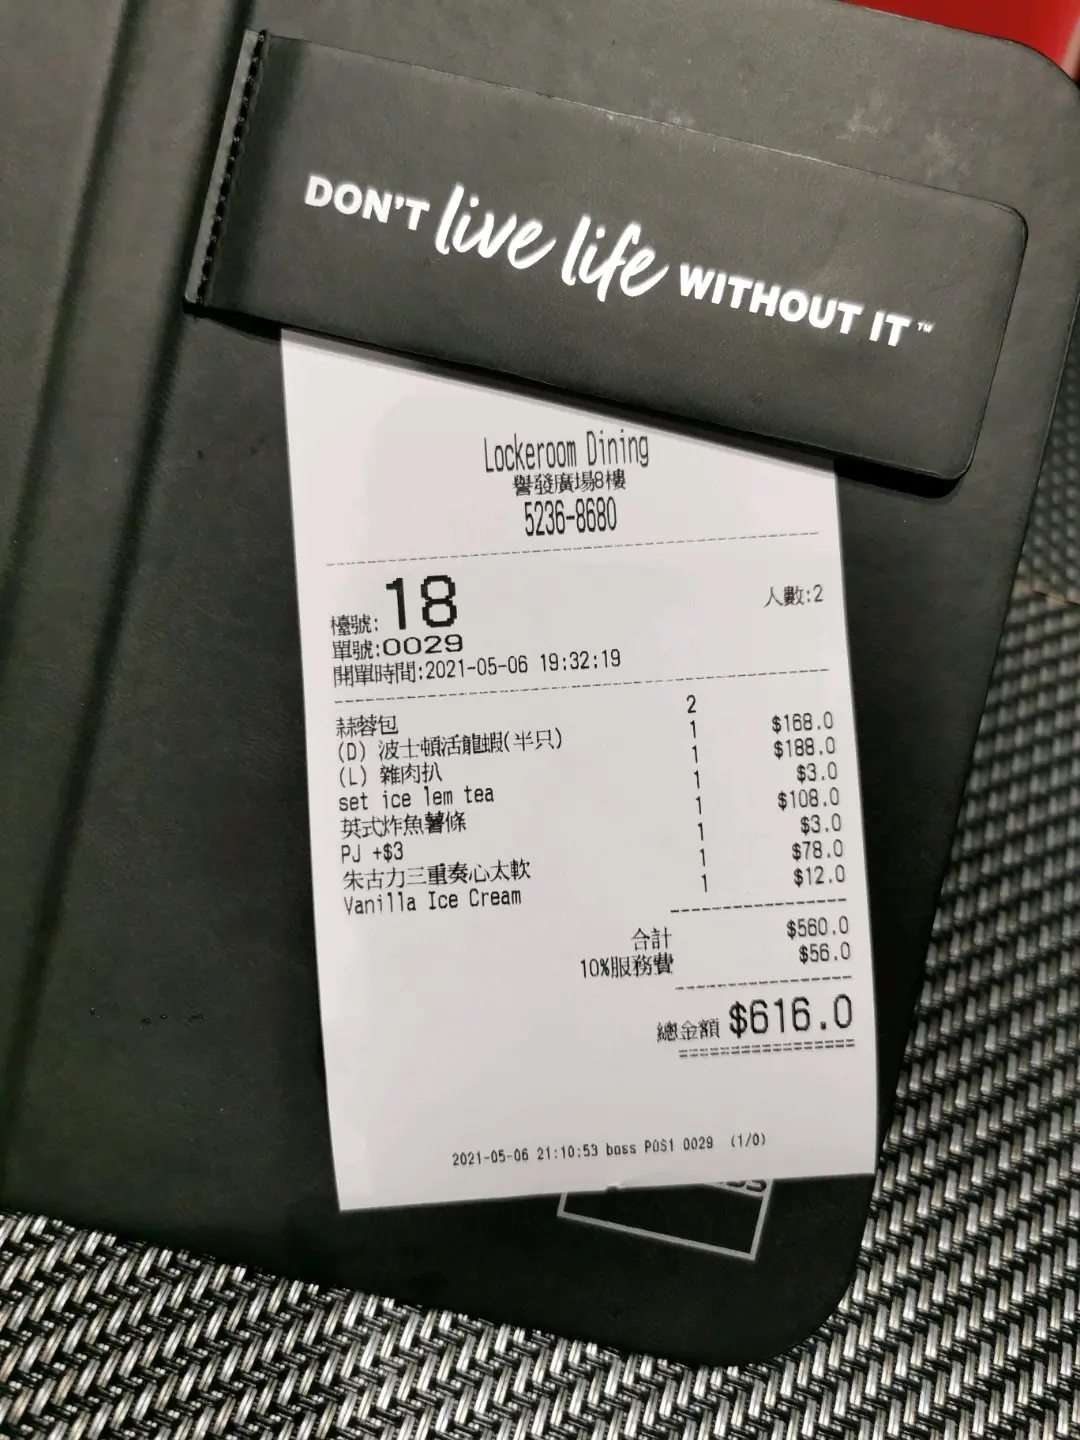 DON'T live life WITHOUT IT™
Lockeroom Dining
譽發廣場8樓
5236-8680
檯號: 18 人數:2
單號:0029
開單時間:2021-05-06 19:32:19
蒜蓉包 2
(D) 波士頓活龍蝦(半只) 1 $168.0
(L) 雜肉扒 1 $188.0
set ice lem tea 1 $3.0
英式炸魚薯條 1 $108.0
PJ +$3 1 $3.0
朱古力三重奏心太軟 1 $78.0
Vanilla Ice Cream 1 $12.0
合計 $560.0
10%服務費 $56.0
總金額 $616.0
2021-05-06 21:10:53 boss POS1 0029 (1/0)